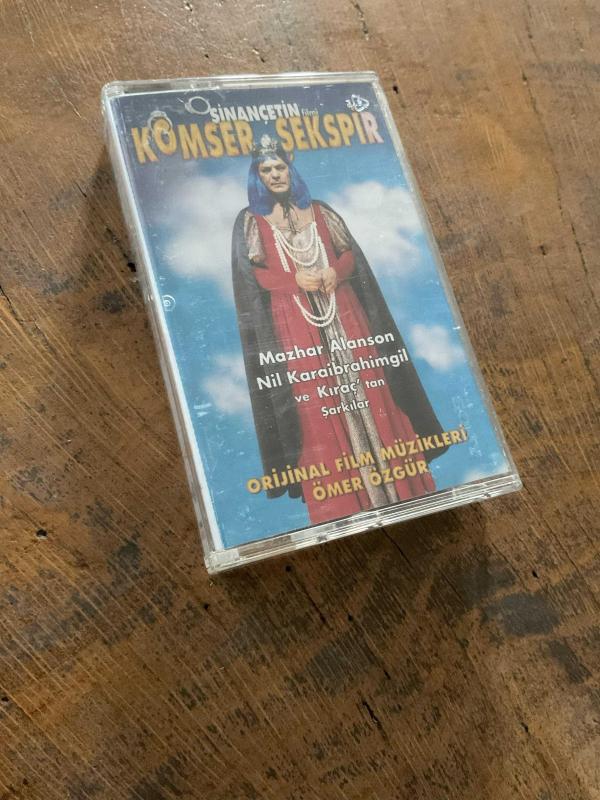 SİNANÇETİN filmi
KOMSER ŞEKSPİR
Mazhar Alanson
Nil Karaibrahimgil
ve Kıraç' tan
Şarkılar
ORİJİNAL FİLM MÜZİKLERİ
ÖMER ÖZGÜR